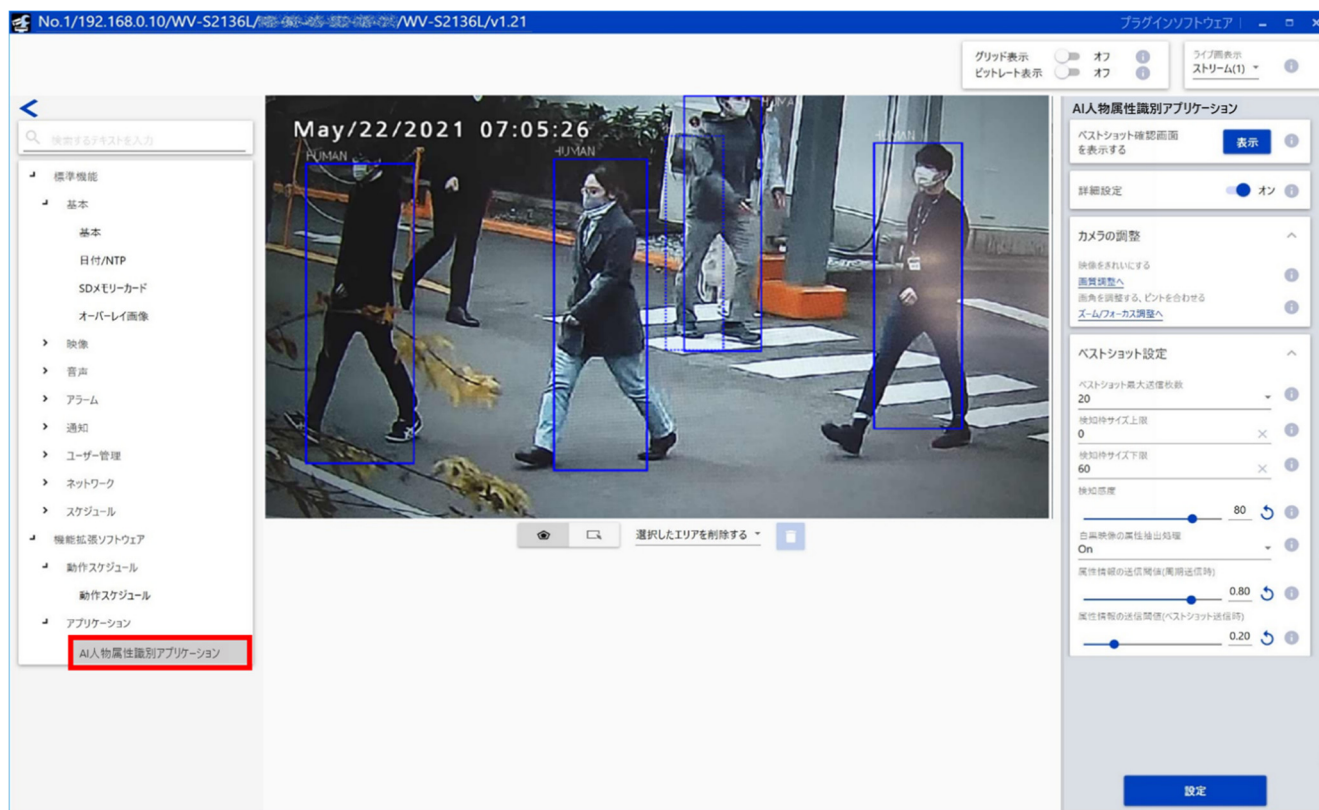 No.1/192.168.0.10/WV-S2136L/ /WV-S2136L/v1.21
プラグインソフトウェア
グリッド表示 オフ
ビットレート表示 オフ
ライブ画表示
ストリーム(1)
検索するテキストを入力
標準機能
基本
基本
日付/NTP
SDメモリーカード
オーバーレイ画像
映像
音声
アラーム
通知
ユーザー管理
ネットワーク
スケジュール
機能拡張ソフトウェア
動作スケジュール
動作スケジュール
アプリケーション
AI人物属性識別アプリケーション
May/22/2021 07:05:26
HUMAN
HUMAN
HUMAN
選択したエリアを削除する
AI人物属性識別アプリケーション
ベストショット確認画面
を表示する
表示
詳細設定 オン
カメラの調整
映像をきれいにする
画質調整へ
画角を調整する、ピントを合わせる
ズーム/フォーカス調整へ
ベストショット設定
ベストショット最大送信枚数
20
検知枠サイズ上限
0
検知枠サイズ下限
60
検知感度
80
白黒映像の属性抽出処理
On
属性情報の送信閾値(周期送信時)
0.80
属性情報の送信閾値(ベストショット送信時)
0.20
設定